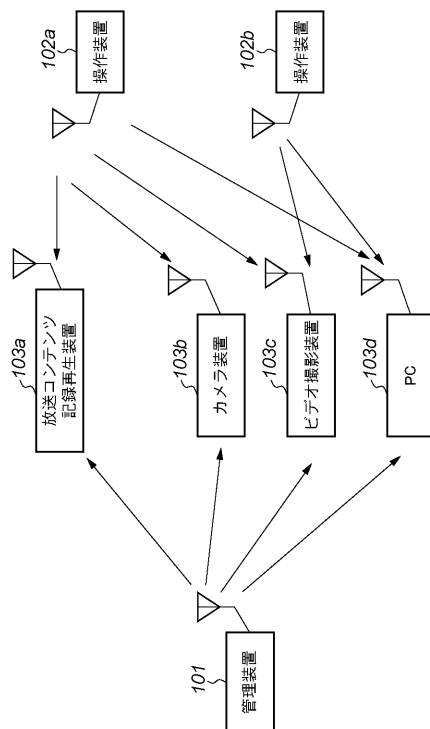 102a
操作装置
102b
操作装置
103a
放送コンテンツ
記録再生装置
103b
カメラ装置
103c
ビデオ撮影装置
103d
PC
101
管理装置